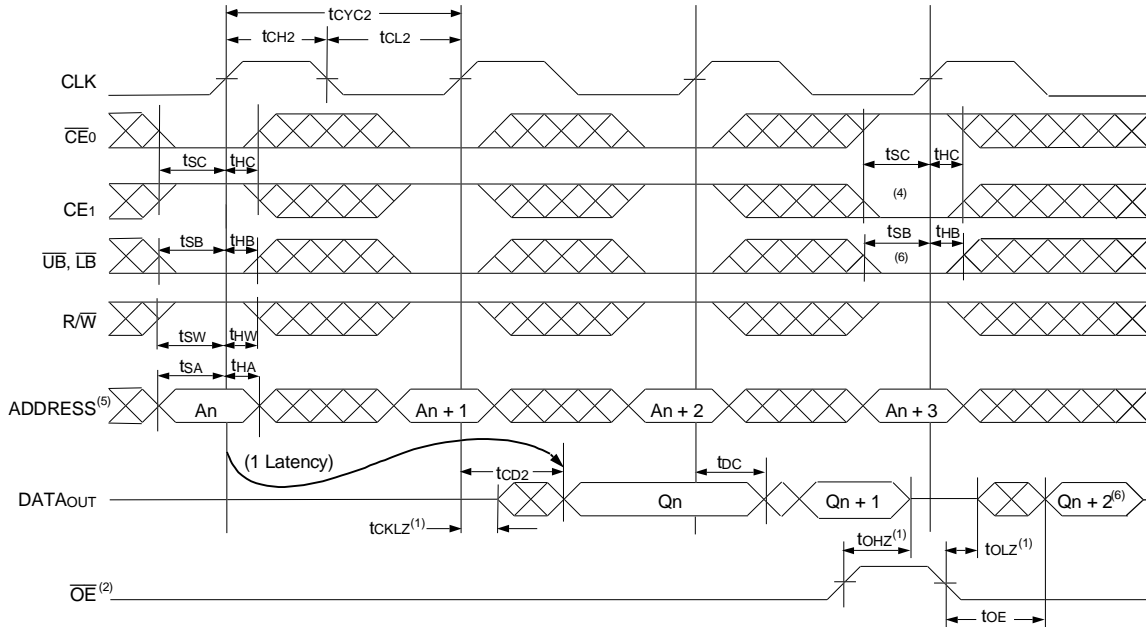 tCYC2
tCH2 tCL2
CLK
CE0
tSC tHC tSC tHC
CE1 (4)
tSB tHB tSB tHB
UB, LB (6)
R/W
tSW tHW
tSA tHA
ADDRESS(5) An An + 1 An + 2 An + 3
(1 Latency) tCD2 tDC
DATAOUT Qn Qn + 1 Qn + 2(6)
tCKLZ(1)
tOHZ(1) tOLZ(1)
OE(2)
tOE